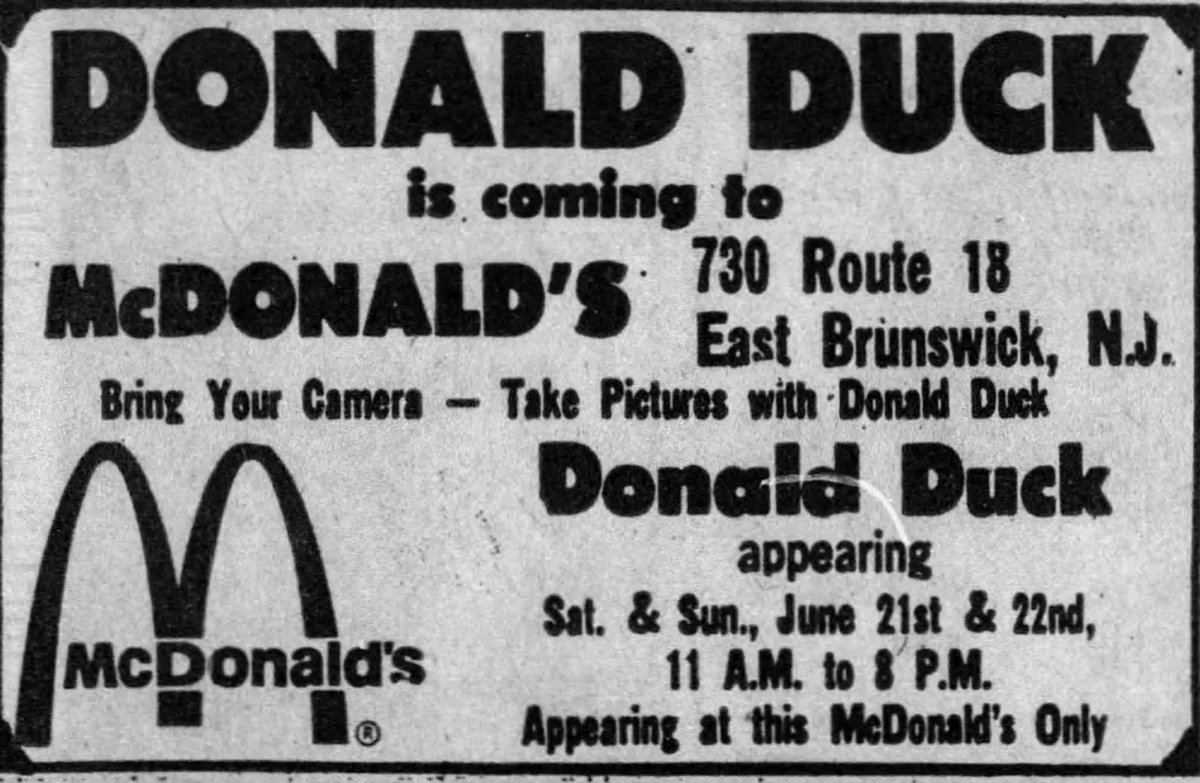 DONALD DUCK
is coming to
McDONALD'S
730 Route 18
East Brunswick, N.J.
Bring Your Camera — Take Pictures with Donald Duck
Donald Duck
appearing
Sat. & Sun., June 21st & 22nd,
11 A.M. to 8 P.M.
Appearing at this McDonald's Only
McDonald's
®